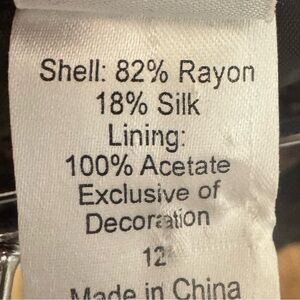 Shell: 82% Rayon
18% Silk
Lining:
100% Acetate
Exclusive of
Decoration
12
Made in China